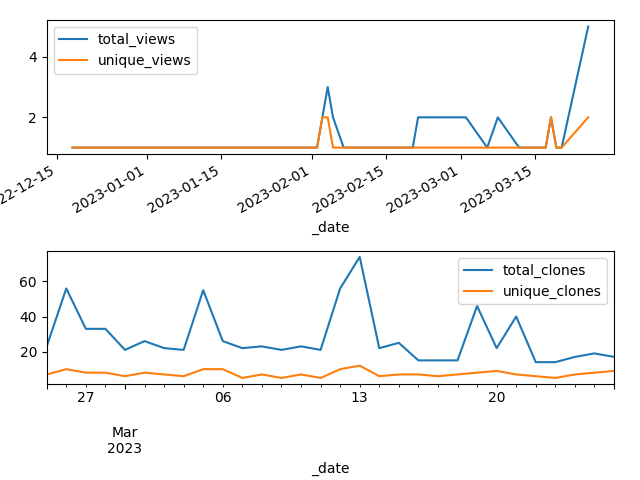 total_views
unique_views
4
2
22-12-15
2023-01-01
2023-01-15
2023-02-01
2023-02-15
2023-03-01
2023-03-15
_date
total_clones
unique_clones
60
40
20
27
06
13
20
Mar
2023
_date